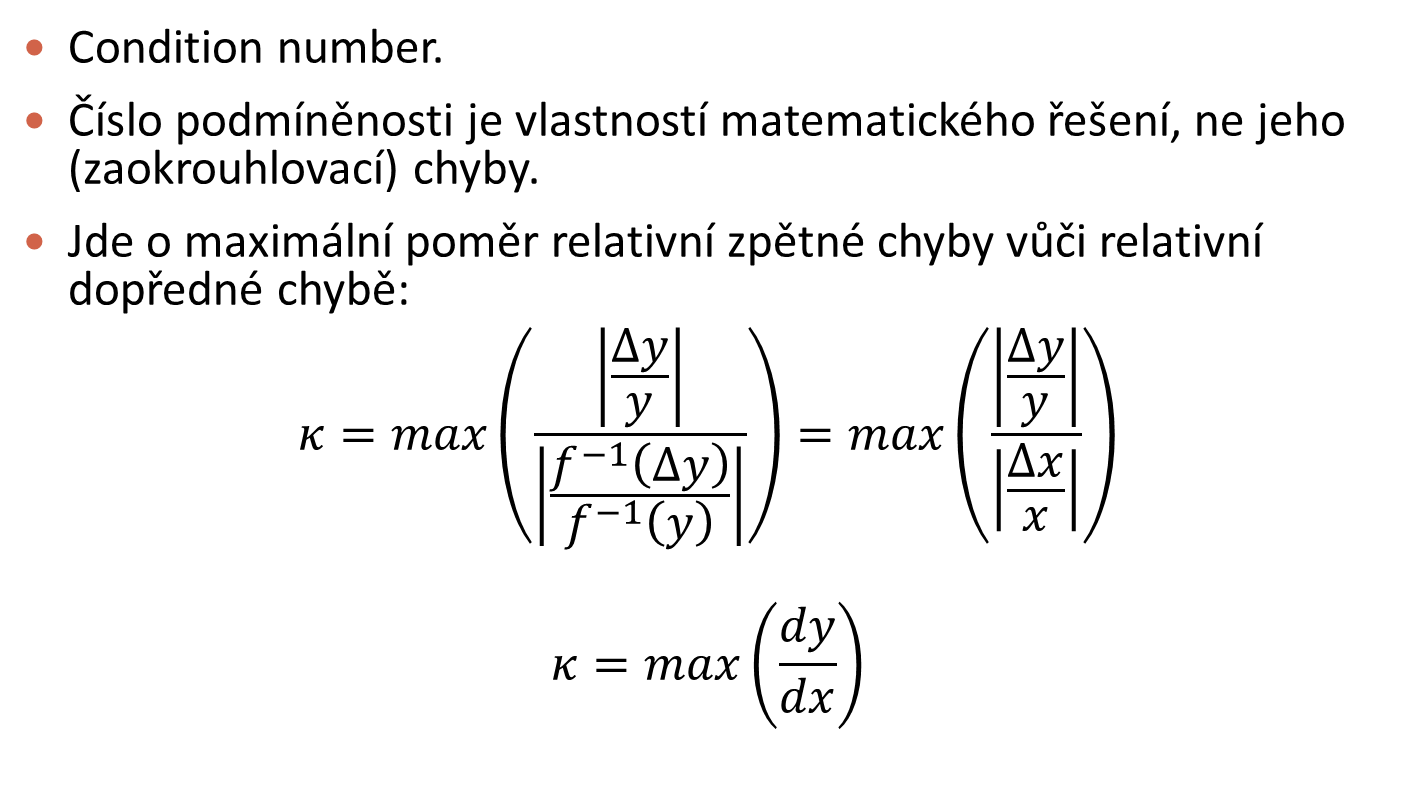 • Condition number.
• Číslo podmíněnosti je vlastností matematického řešení, ne jeho
(zaokrouhlovací) chyby.
• Jde o maximální poměr relativní zpětné chyby vůči relativní
dopředné chybě:
κ = max(|Δy/y| / |f⁻¹(Δy)/f⁻¹(y)|) = max(|Δy/y| / |Δx/x|)
κ = max(dy/dx)